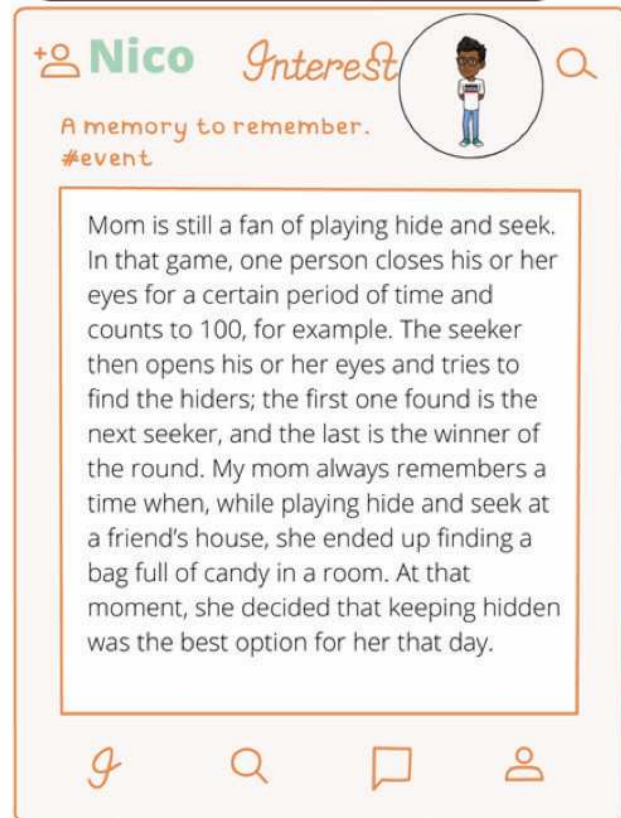 Nico Interest
A memory to remember.
#event
Mom is still a fan of playing hide and seek.
In that game, one person closes his or her
eyes for a certain period of time and
counts to 100, for example. The seeker
then opens his or her eyes and tries to
find the hiders; the first one found is the
next seeker, and the last is the winner of
the round. My mom always remembers a
time when, while playing hide and seek at
a friend's house, she ended up finding a
bag full of candy in a room. At that
moment, she decided that keeping hidden
was the best option for her that day.